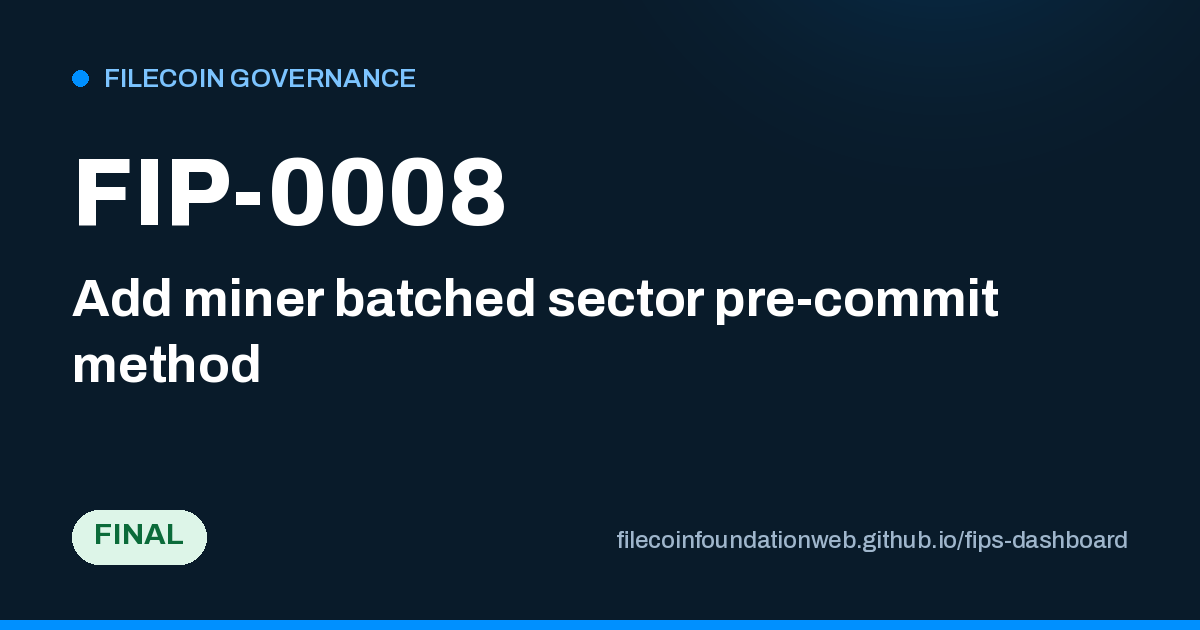 FILECOIN GOVERNANCE
FIP-0008
Add miner batched sector pre-commit
method
FINAL
filecoinfoundationweb.github.io/fips-dashboard